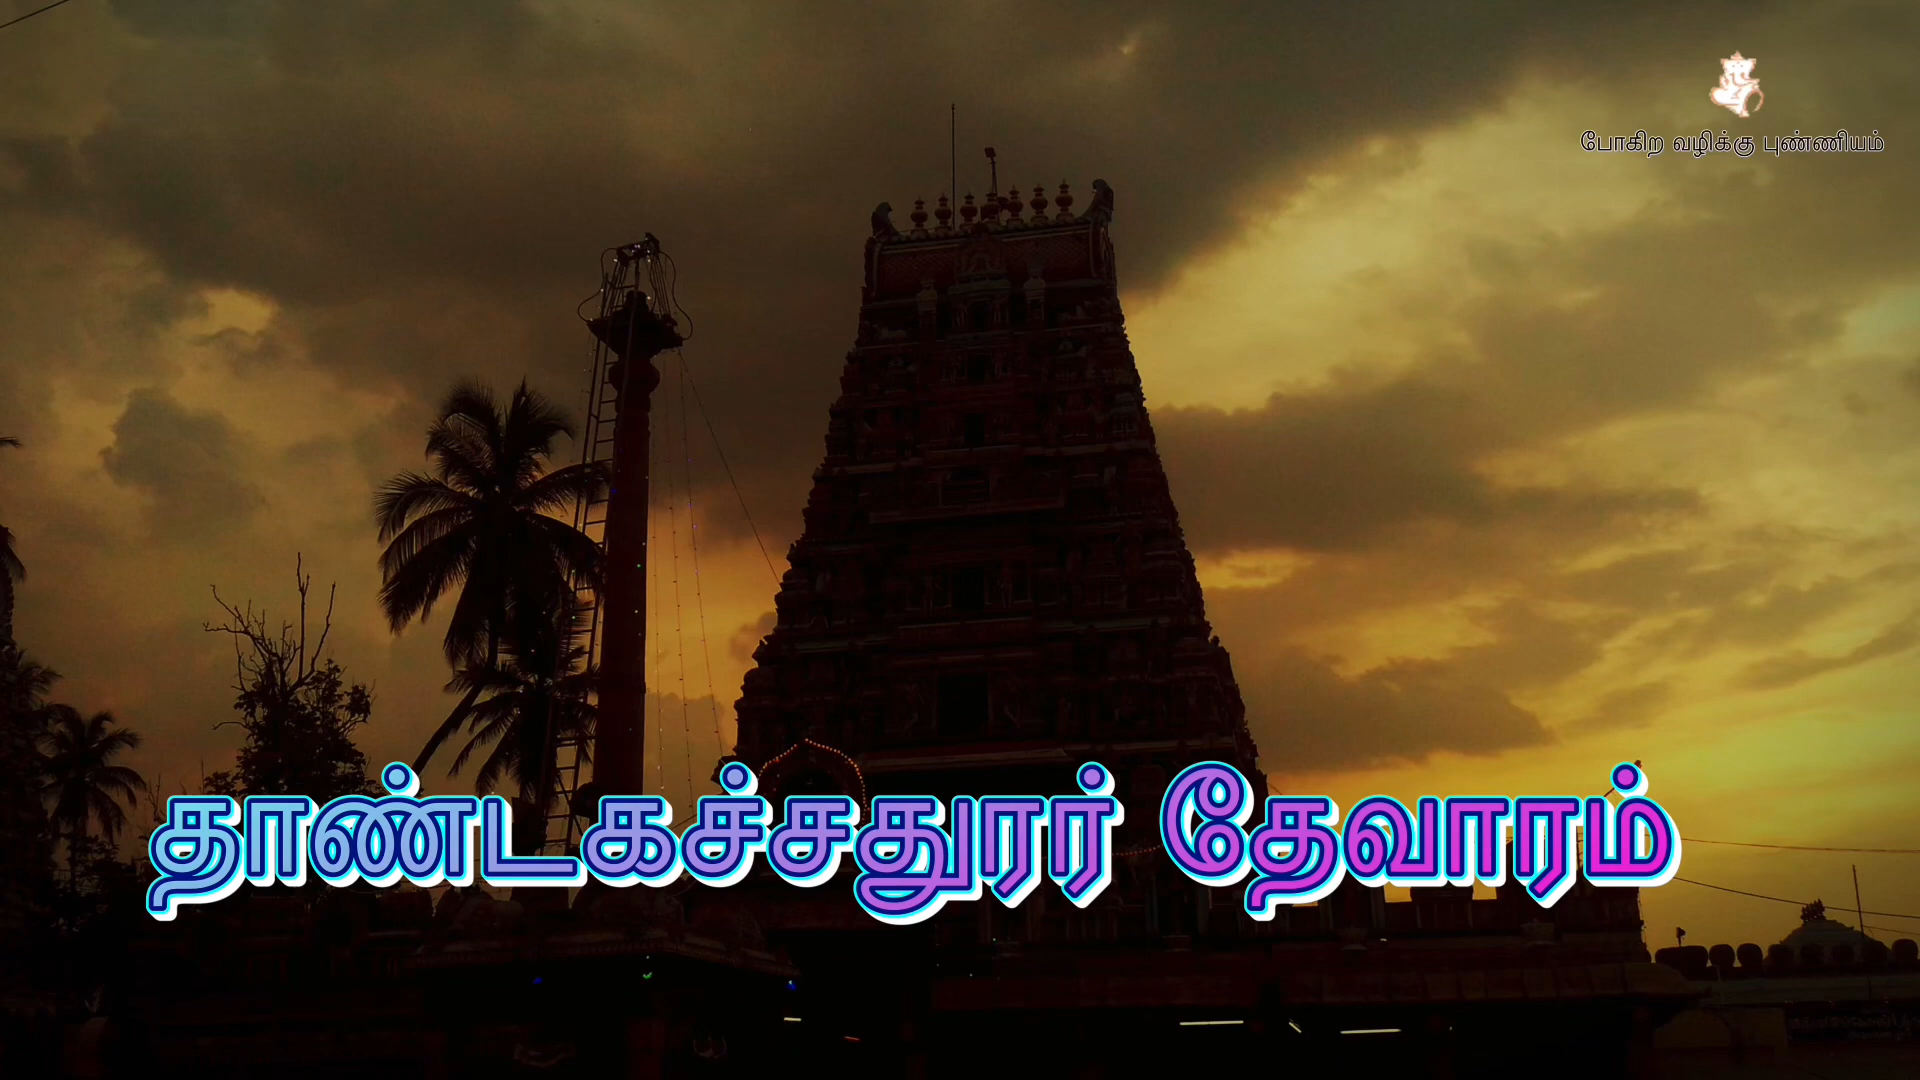 போகிற வழிக்கு புண்ணியம்
தாண்டகச்சதுரர் தேவாரம்